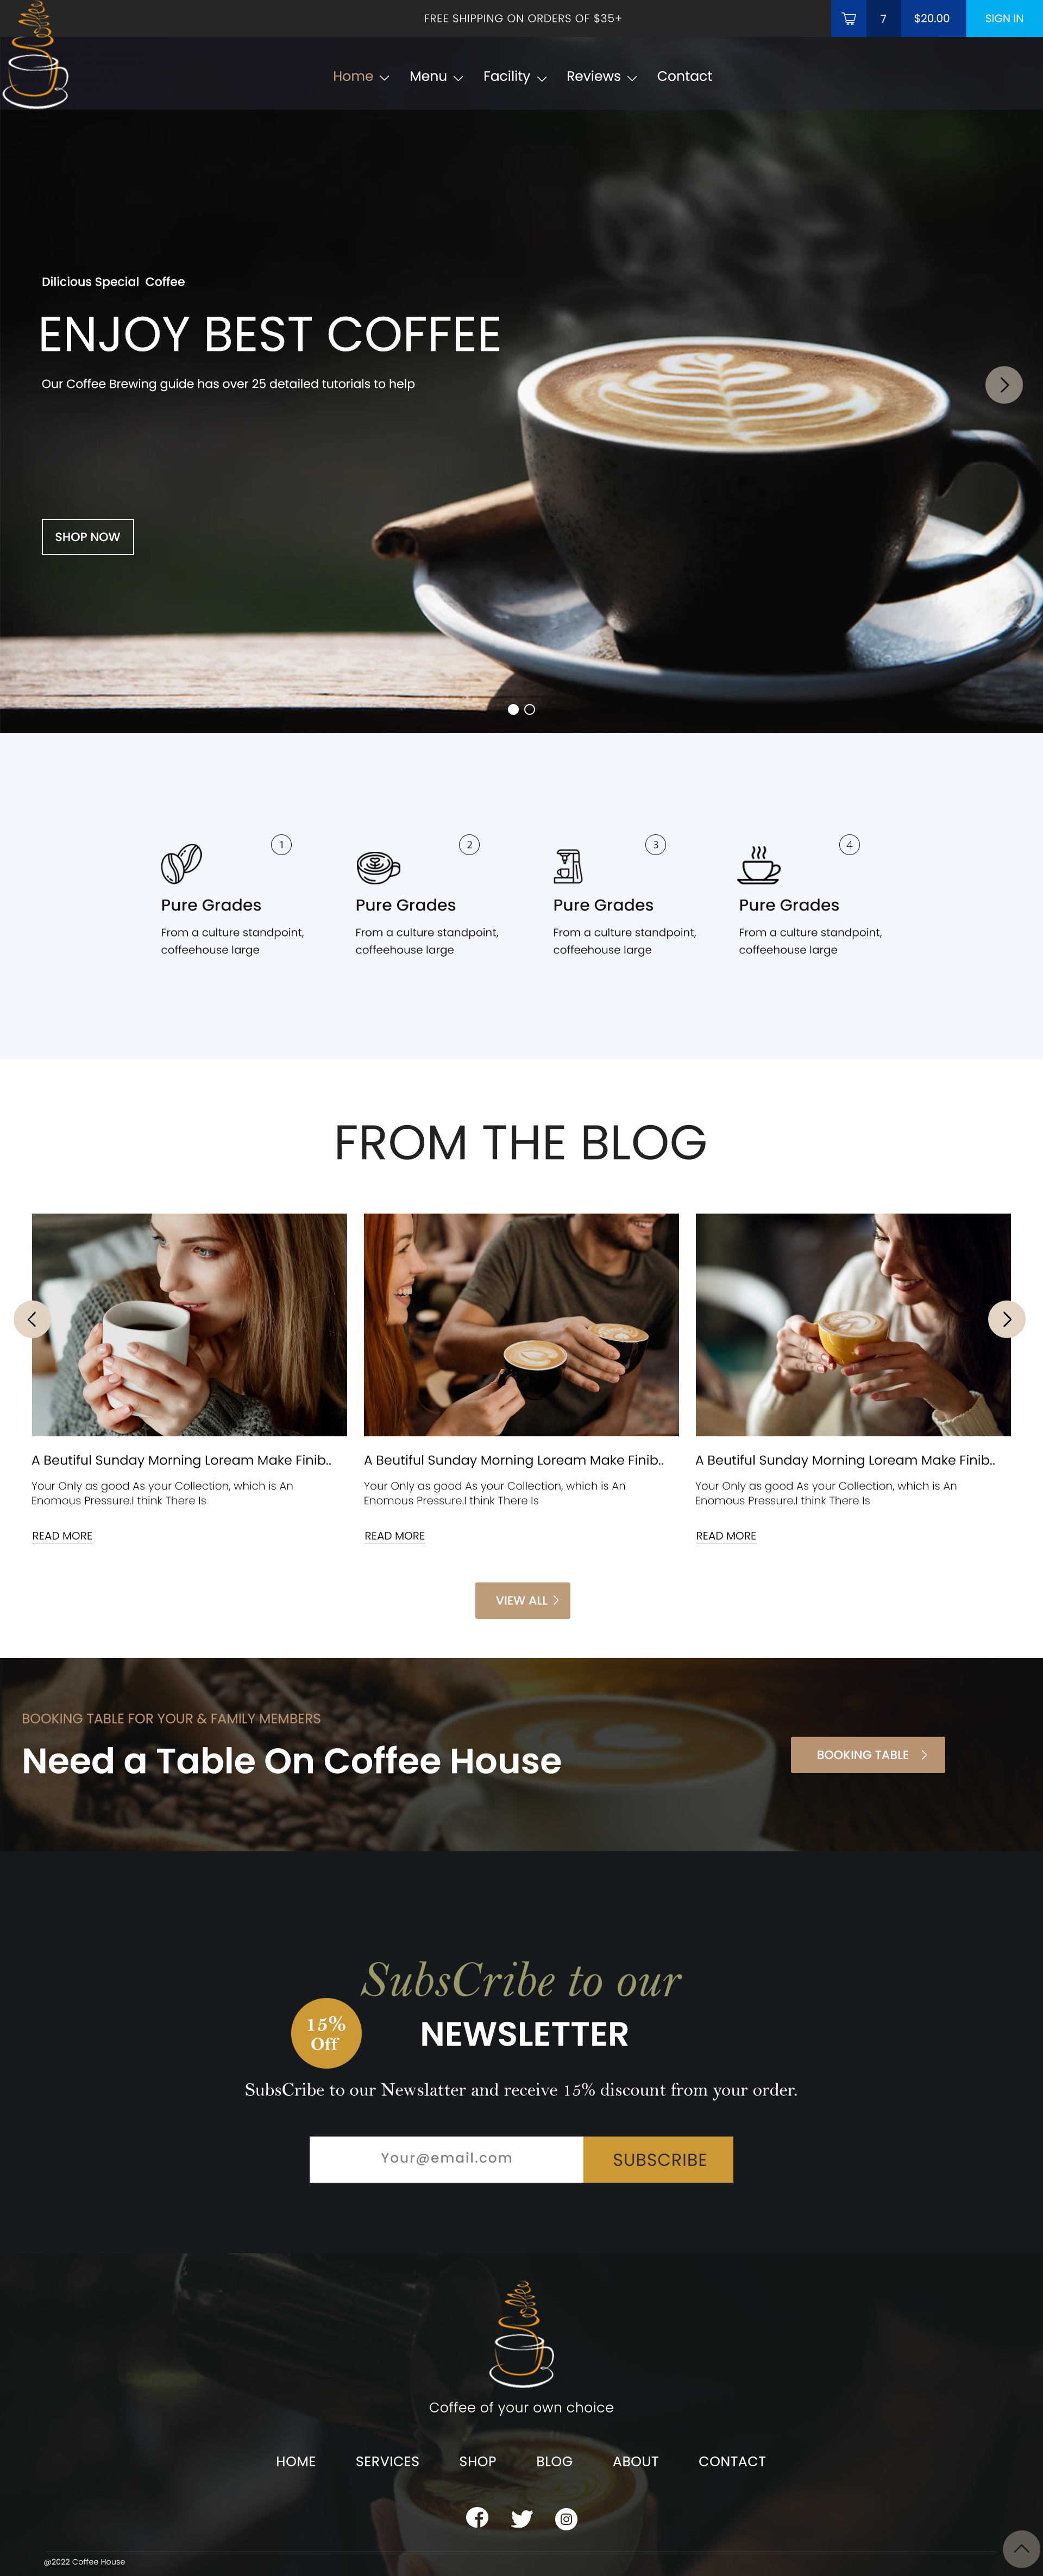 FREE SHIPPING ON ORDERS OF $35+
7
$20.00
SIGN IN
Home
Menu
Facility
Reviews
Contact
Dilicious Special Coffee
ENJOY BEST COFFEE
Our Coffee Brewing guide has over 25 detailed tutorials to help
SHOP NOW
1
Pure Grades
From a culture standpoint,
coffeehouse large
2
Pure Grades
From a culture standpoint,
coffeehouse large
3
Pure Grades
From a culture standpoint,
coffeehouse large
4
Pure Grades
From a culture standpoint,
coffeehouse large
FROM THE BLOG
A Beutiful Sunday Morning Loream Make Finib..
Your Only as good As your Collection, which is An
Enomous Pressure.I think There Is
READ MORE
A Beutiful Sunday Morning Loream Make Finib..
Your Only as good As your Collection, which is An
Enomous Pressure.I think There Is
READ MORE
A Beutiful Sunday Morning Loream Make Finib..
Your Only as good As your Collection, which is An
Enomous Pressure.I think There Is
READ MORE
VIEW ALL
BOOKING TABLE FOR YOUR & FAMILY MEMBERS
Need a Table On Coffee House
BOOKING TABLE
SubsCribe to our
15%
Off
NEWSLETTER
SubsCribe to our Newslatter and receive 15% discount from your order.
Your@email.com
SUBSCRIBE
Coffee of your own choice
HOME
SERVICES
SHOP
BLOG
ABOUT
CONTACT
@2022 Coffee House